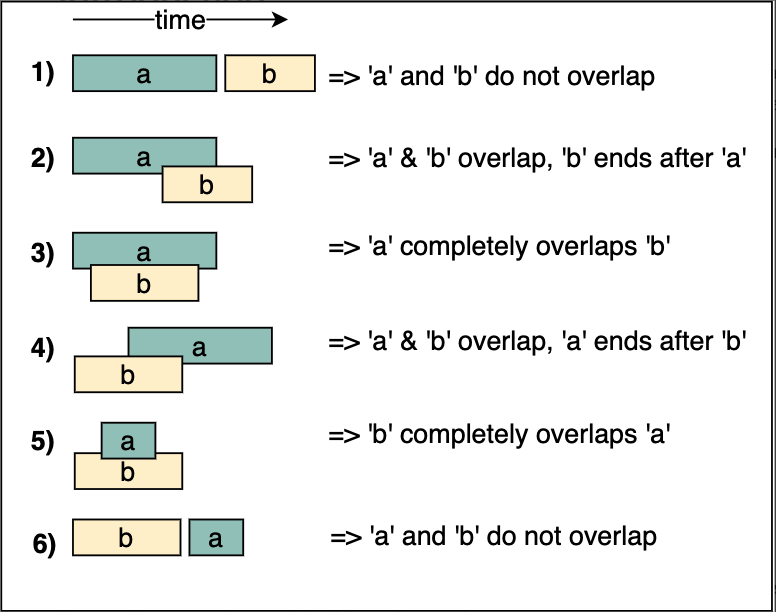 time
1) a b => 'a' and 'b' do not overlap
2) a => 'a' & 'b' overlap, 'b' ends after 'a'
b
3) a => 'a' completely overlaps 'b'
b
4) a => 'a' & 'b' overlap, 'a' ends after 'b'
b
5) a => 'b' completely overlaps 'a'
b
6) b a => 'a' and 'b' do not overlap